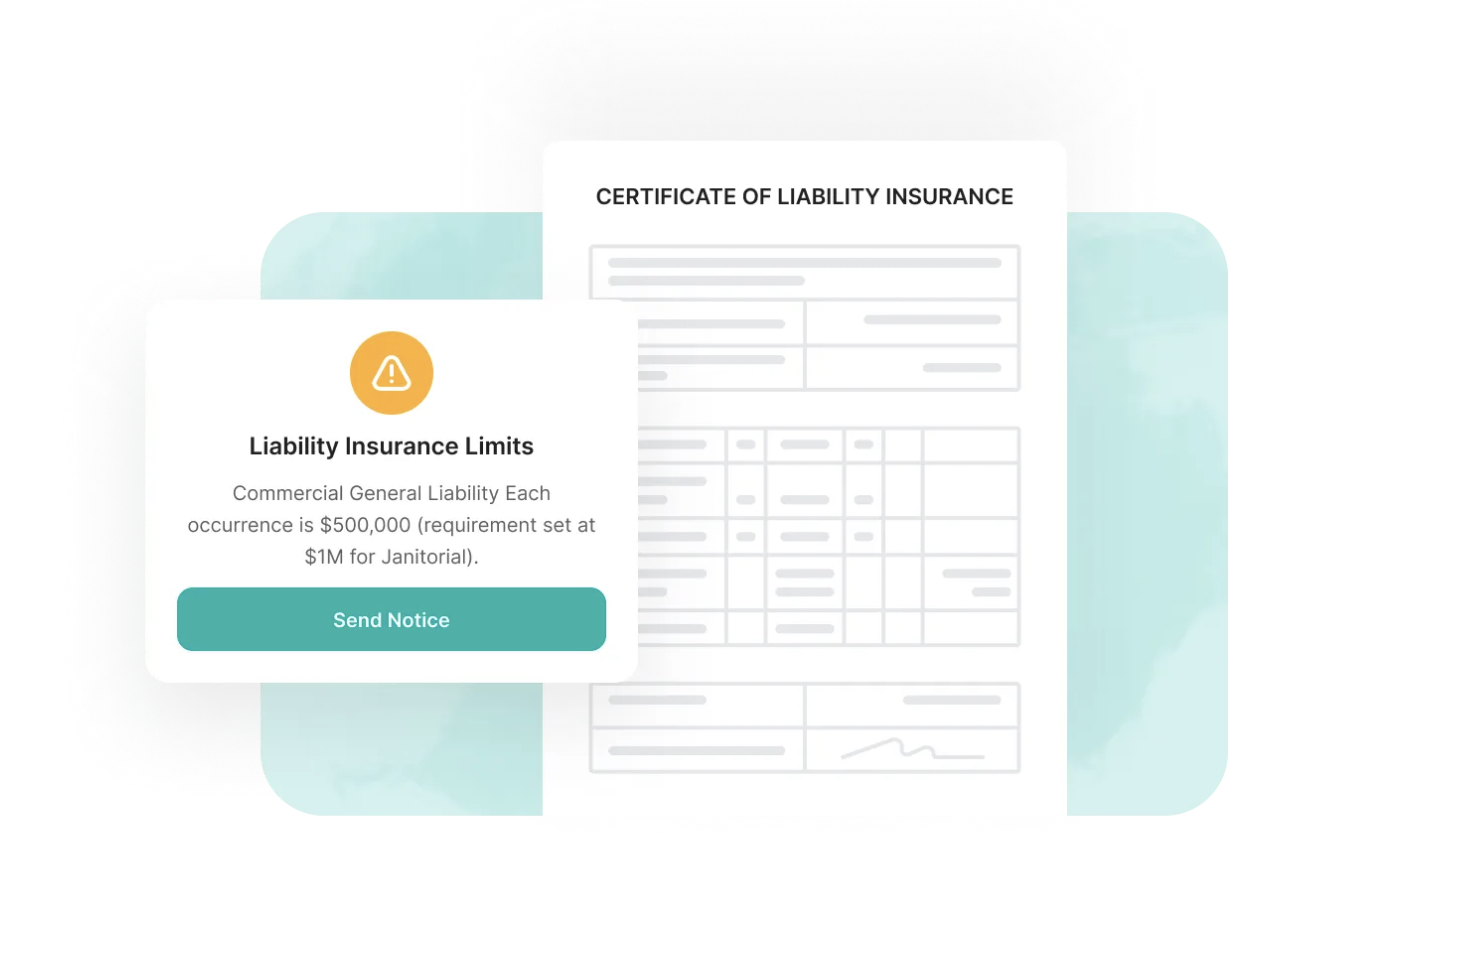 CERTIFICATE OF LIABILITY INSURANCE
Liability Insurance Limits
Commercial General Liability Each
occurrence is $500,000 (requirement set at
$1M for Janitorial).
Send Notice